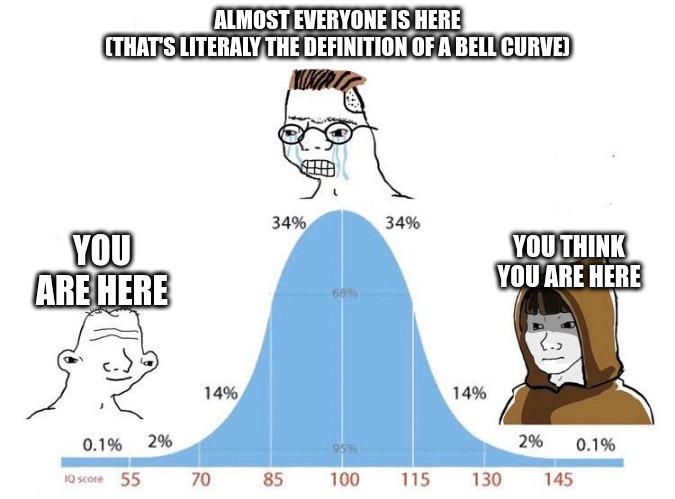 ALMOST EVERYONE IS HERE
(THAT'S LITERALY THE DEFINITION OF A BELL CURVE)
34% 34%
YOU
ARE HERE
YOU THINK
YOU ARE HERE
68%
14% 14%
0.1% 2% 95% 2% 0.1%
IQ score 55 70 85 100 115 130 145